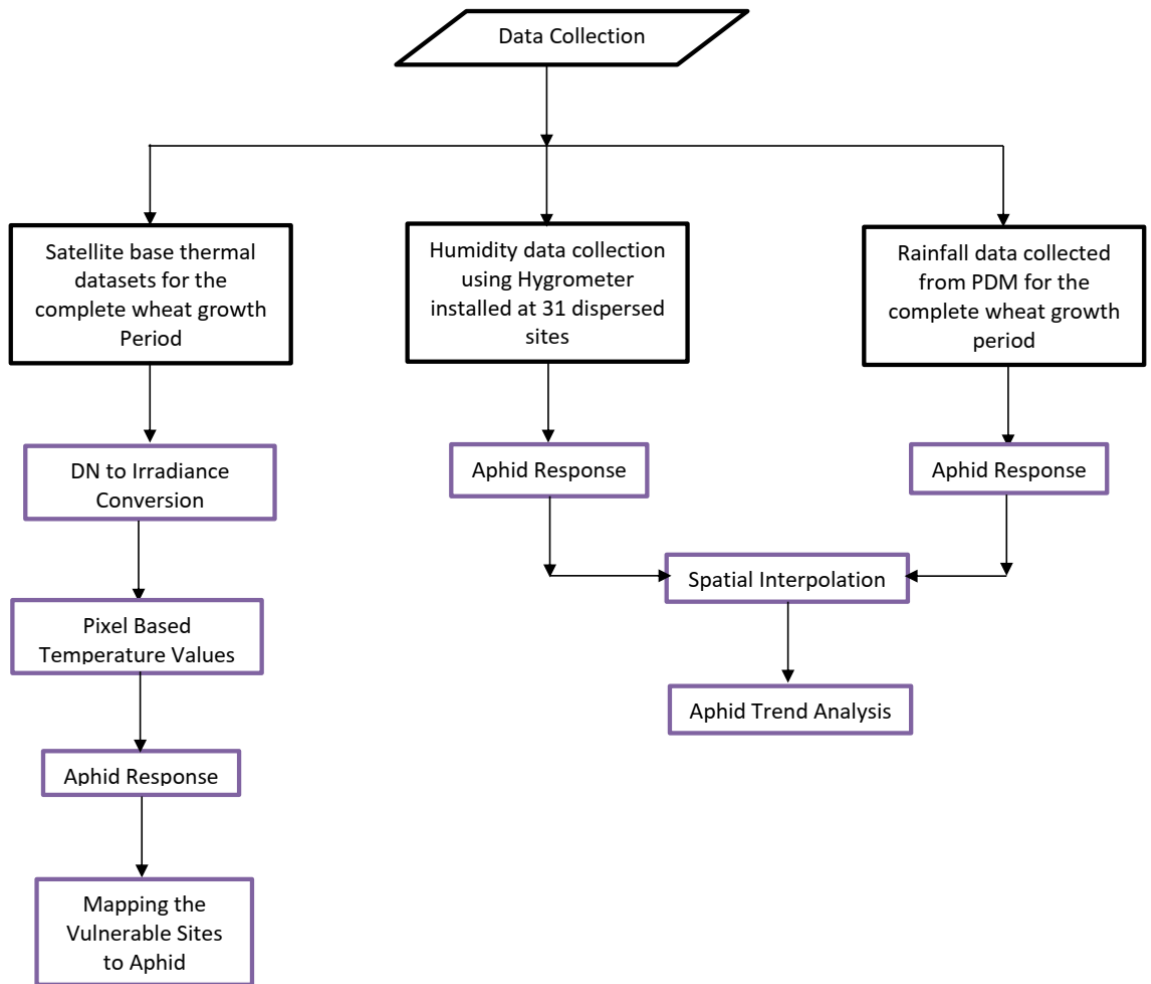 Data Collection
Satellite base thermal
datasets for the
complete wheat growth
Period
Humidity data collection
using Hygrometer
installed at 31 dispersed
sites
Rainfall data collected
from PDM for the
complete wheat growth
period
DN to Irradiance
Conversion
Aphid Response
Aphid Response
Spatial Interpolation
Pixel Based
Temperature Values
Aphid Trend Analysis
Aphid Response
Mapping the
Vulnerable Sites
to Aphid